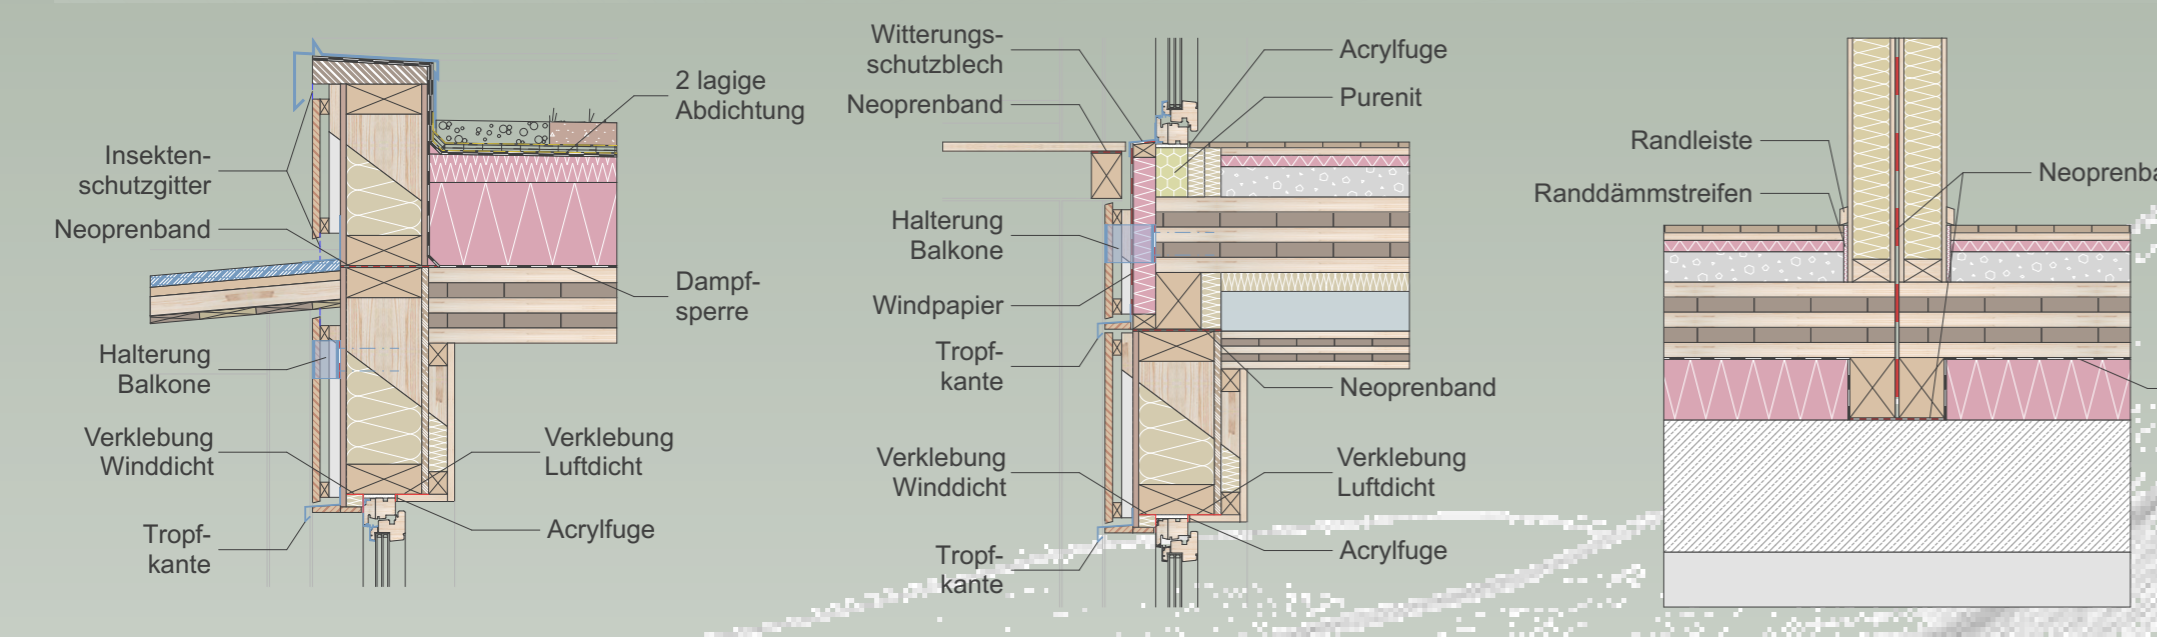 2 lagige
Abdichtung
Insekten-
schutzgitter
Neoprenband
Dampf-
sperre
Halterung
Balkone
Verklebung
Winddicht
Verklebung
Luftdicht
Tropf-
kante
Acrylfuge
Witterungs-
schutzblech
Neoprenband
Acrylfuge
Purenit
Halterung
Balkone
Windpapier
Tropf-
kante
Neoprenband
Verklebung
Winddicht
Verklebung
Luftdicht
Tropf-
kante
Acrylfuge
Randleiste
Randdämmstreifen
Neoprenba